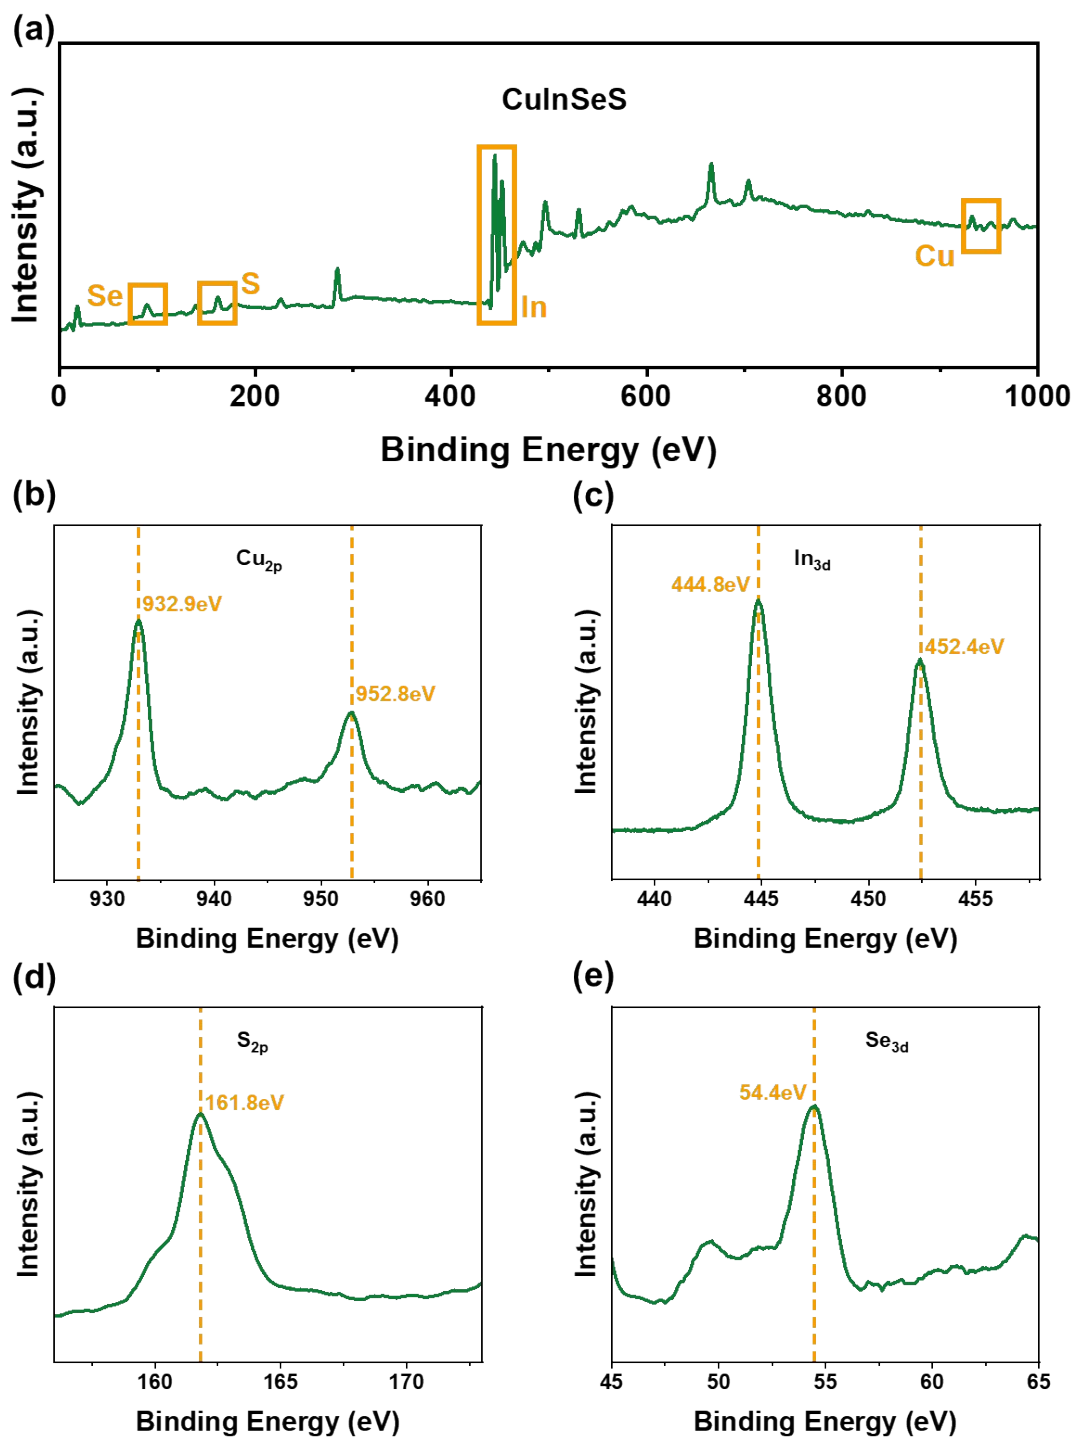 (a)
CuInSeS
Intensity (a.u.)
Se
S
In
Cu
0 200 400 600 800 1000
Binding Energy (eV)
(b)
Cu2p
932.9eV
952.8eV
Intensity (a.u.)
930 940 950 960
Binding Energy (eV)
(c)
In3d
444.8eV
452.4eV
Intensity (a.u.)
440 445 450 455
Binding Energy (eV)
(d)
S2p
161.8eV
Intensity (a.u.)
160 165 170
Binding Energy (eV)
(e)
Se3d
54.4eV
Intensity (a.u.)
45 50 55 60 65
Binding Energy (eV)